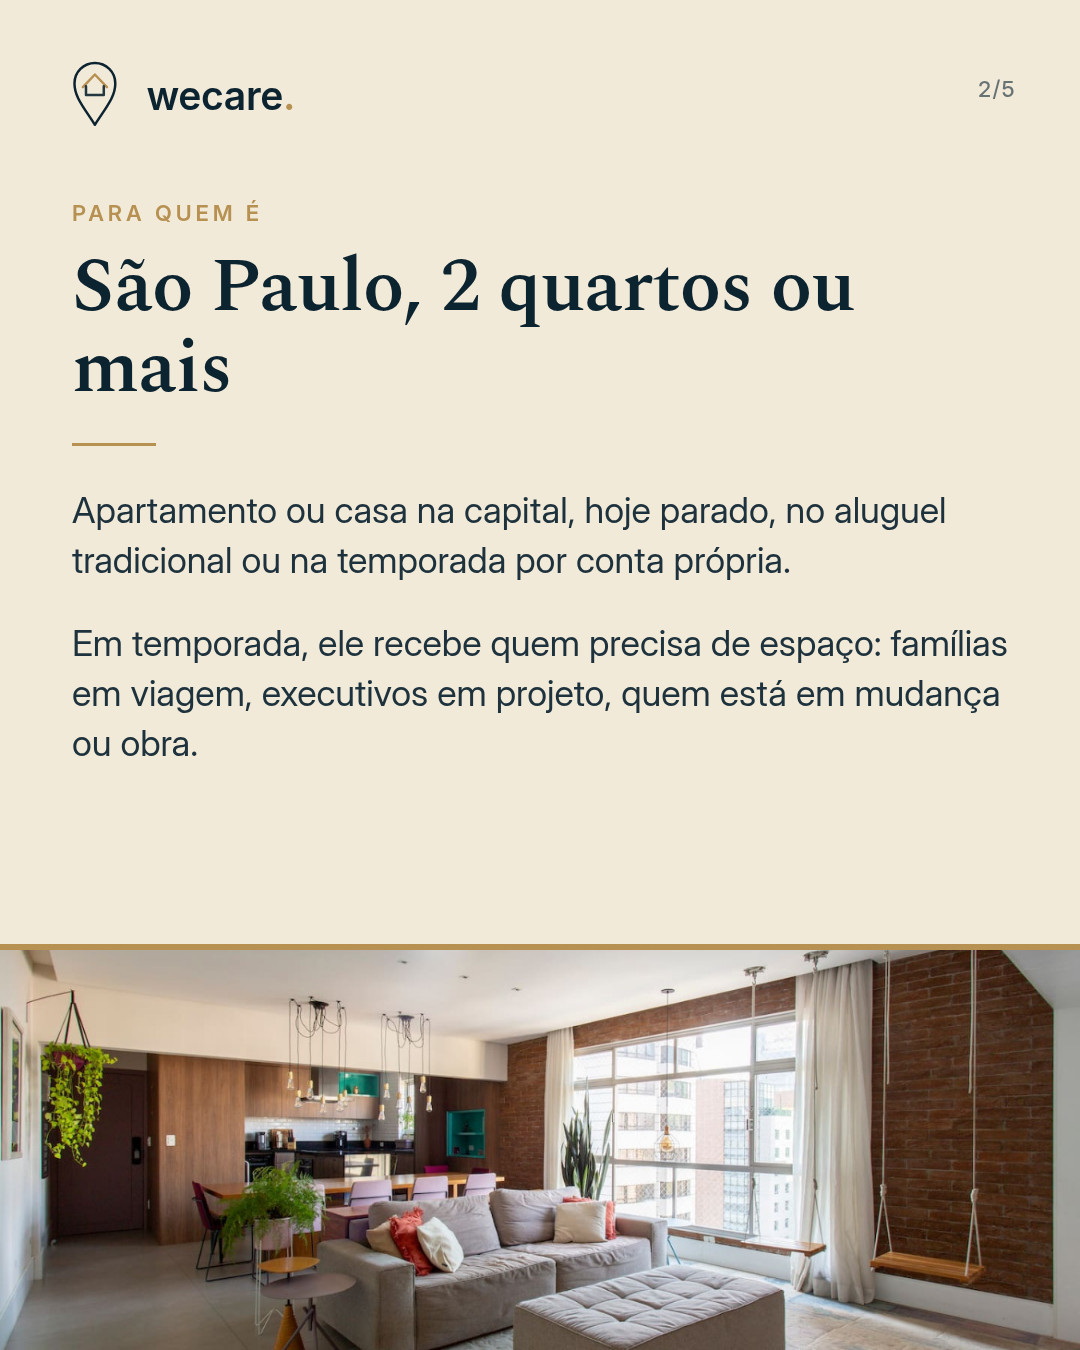 wecare.
2/5
PARA QUEM É
São Paulo, 2 quartos ou
mais
Apartamento ou casa na capital, hoje parado, no aluguel
tradicional ou na temporada por conta própria.
Em temporada, ele recebe quem precisa de espaço: famílias
em viagem, executivos em projeto, quem está em mudança
ou obra.